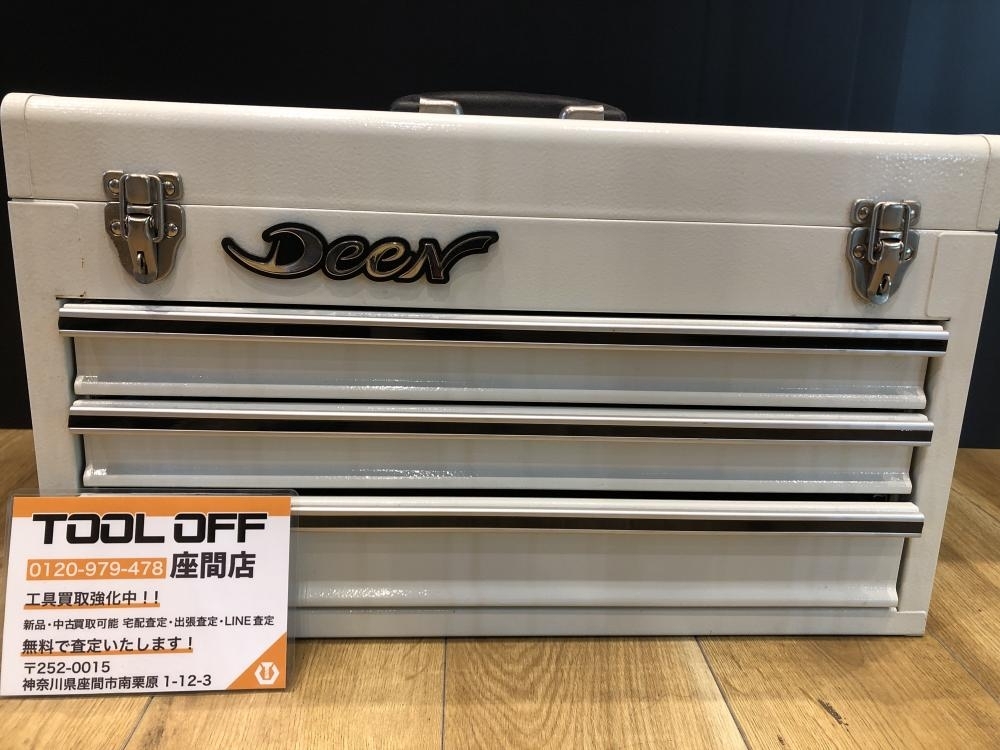 Deen
TOOL OFF
0120-979-478 座間店
工具買取強化中!!
新品・中古買取可能 宅配査定・出張査定・LINE査定
無料で査定いたします!
〒252-0015
神奈川県座間市南栗原 1-12-3